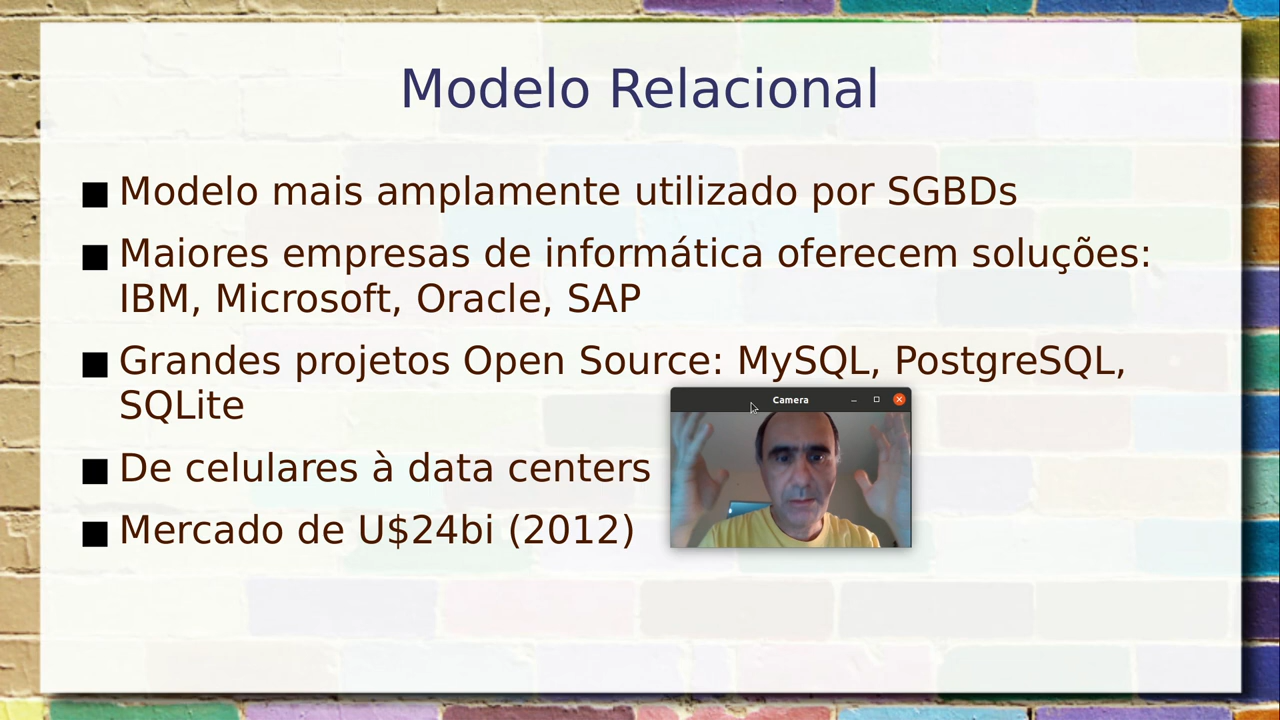 Modelo Relacional
Modelo mais amplamente utilizado por SGBDs
Maiores empresas de informática oferecem soluções:
IBM, Microsoft, Oracle, SAP
Grandes projetos Open Source: MySQL, PostgreSQL,
SQLite
Camera
De celulares à data centers
Mercado de U$24bi (2012)